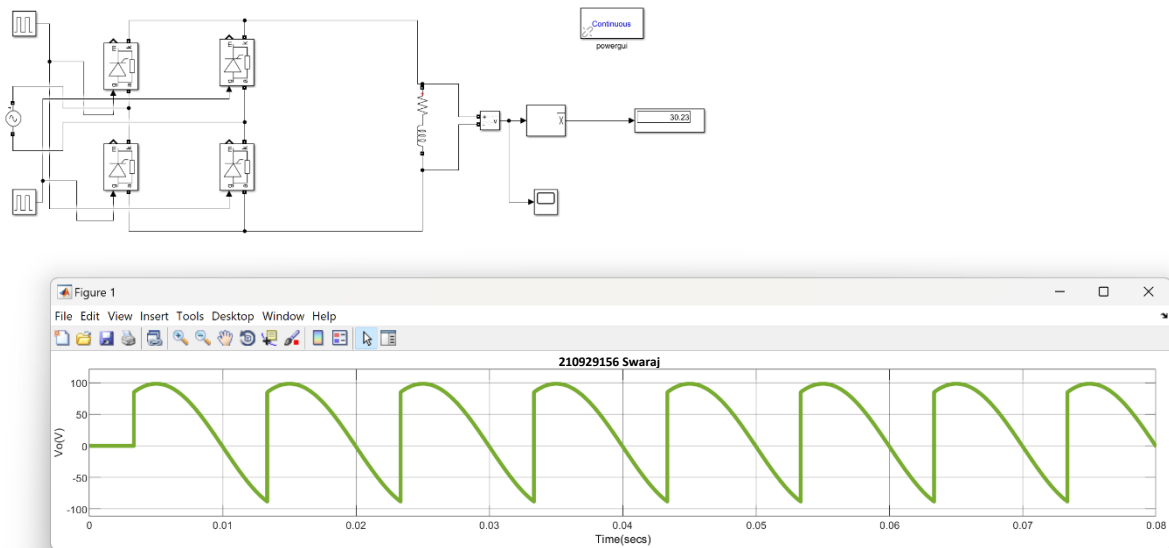 Continuous
powergui
m
k
g
a
m
k
g
a
+
-
v
30.23
m
k
g
a
m
k
g
a
Figure 1
File Edit View Insert Tools Desktop Window Help
210929156 Swaraj
Vo(V)
100
50
0
-50
-100
0 0.01 0.02 0.03 0.04 0.05 0.06 0.07 0.08
Time(secs)